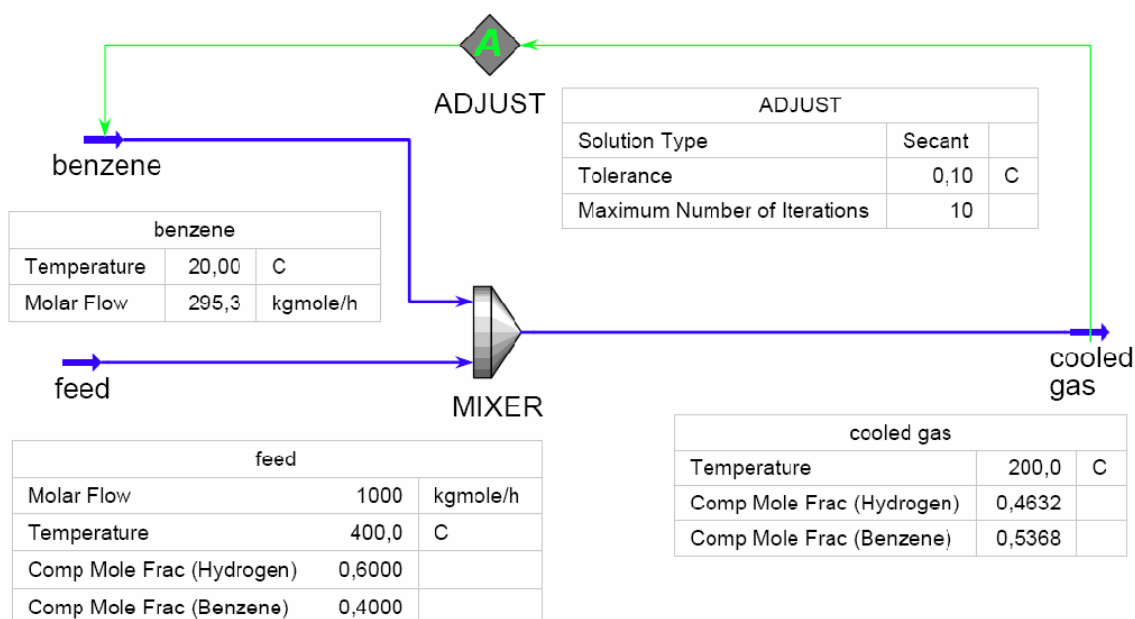 A
ADJUST
ADJUST
Solution Type Secant
Tolerance 0,10 C
Maximum Number of Iterations 10
benzene
benzene
Temperature 20,00 C
Molar Flow 295,3 kgmole/h
feed
MIXER
cooled
gas
feed
Molar Flow 1000 kgmole/h
Temperature 400,0 C
Comp Mole Frac (Hydrogen) 0,6000
Comp Mole Frac (Benzene) 0,4000
cooled gas
Temperature 200,0 C
Comp Mole Frac (Hydrogen) 0,4632
Comp Mole Frac (Benzene) 0,5368